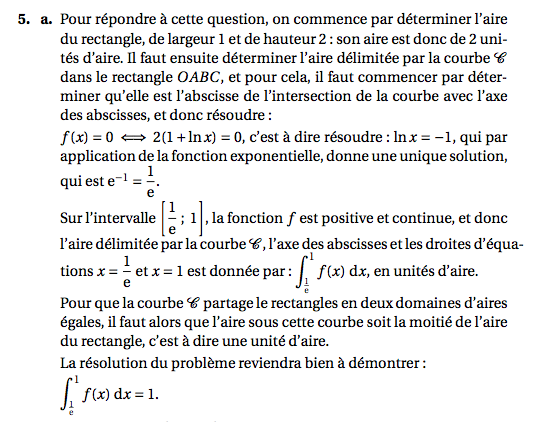 5. a. Pour répondre à cette question, on commence par déterminer l'aire
du rectangle, de largeur 1 et de hauteur 2 : son aire est donc de 2 uni-
tés d'aire. Il faut ensuite déterminer l'aire délimitée par la courbe 𝒞
dans le rectangle OABC, et pour cela, il faut commencer par déter-
miner qu'elle est l'abscisse de l'intersection de la courbe avec l'axe
des abscisses, et donc résoudre :
f(x) = 0 ⟺ 2(1 + ln x) = 0, c'est à dire résoudre : ln x = −1, qui par
application de la fonction exponentielle, donne une unique solution,
qui est e⁻¹ = 1/e.
Sur l'intervalle [1/e ; 1], la fonction f est positive et continue, et donc
l'aire délimitée par la courbe 𝒞, l'axe des abscisses et les droites d'équa-
tions x = 1/e et x = 1 est donnée par : ∫_{1/e}^{1} f(x) dx, en unités d'aire.
Pour que la courbe 𝒞 partage le rectangles en deux domaines d'aires
égales, il faut alors que l'aire sous cette courbe soit la moitié de l'aire
du rectangle, c'est à dire une unité d'aire.
La résolution du problème reviendra bien à démontrer :
∫_{1/e}^{1} f(x) dx = 1.